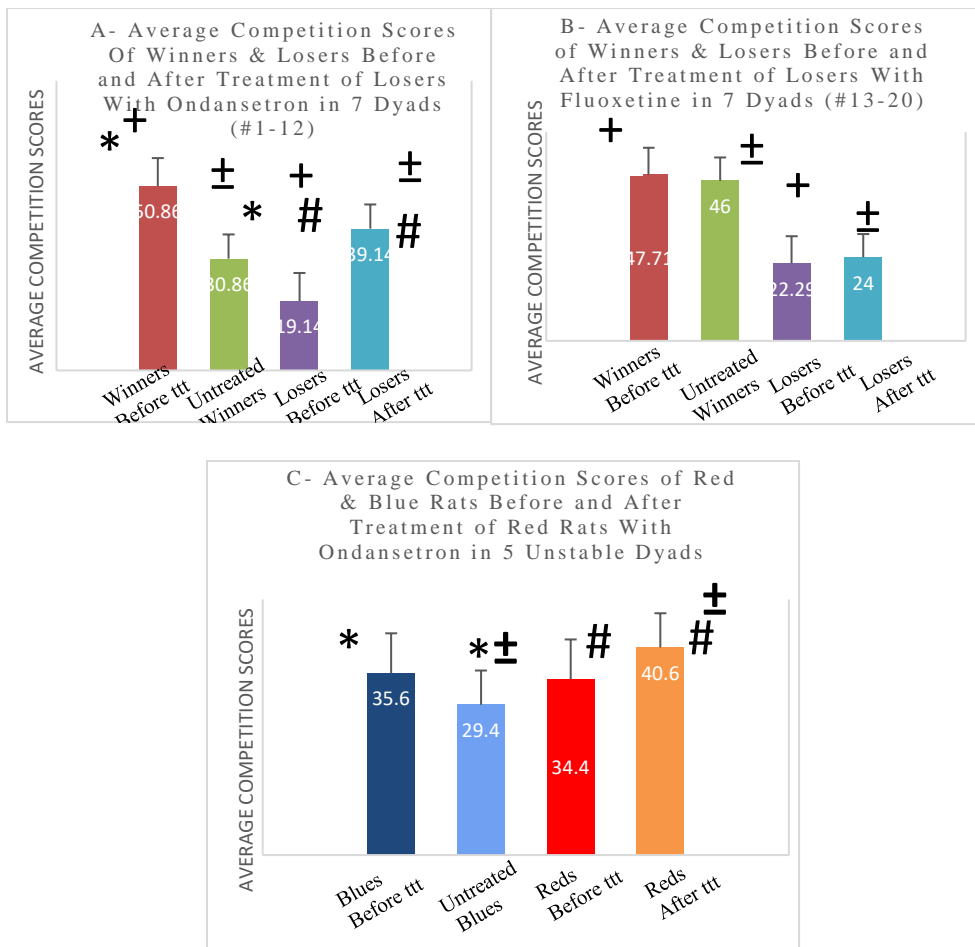 A- Average Competition Scores
Of Winners & Losers Before
and After Treatment of Losers
With Ondansetron in 7 Dyads
(#1-12)
AVERAGE COMPETITION SCORES
* +
± *
+ #
± #
50.86
30.86
19.14
39.14
Winners
Before ttt
Untreated
Winners
Losers
Before ttt
Losers
After ttt
B- Average Competition Scores
of Winners & Losers Before and
After Treatment of Losers With
Fluoxetine in 7 Dyads (#13-20)
AVERAGE COMPETITION SCORES
+
±
+
±
47.71
46
22.29
24
Winners
Before ttt
Untreated
Winners
Losers
Before ttt
Losers
After ttt
C- Average Competition Scores of Red
& Blue Rats Before and After
Treatment of Red Rats With
Ondansetron in 5 Unstable Dyads
AVERAGE COMPETITION SCORES
*
*±
#
± #
35.6
29.4
34.4
40.6
Blues
Before ttt
Untreated
Blues
Reds
Before ttt
Reds
After ttt